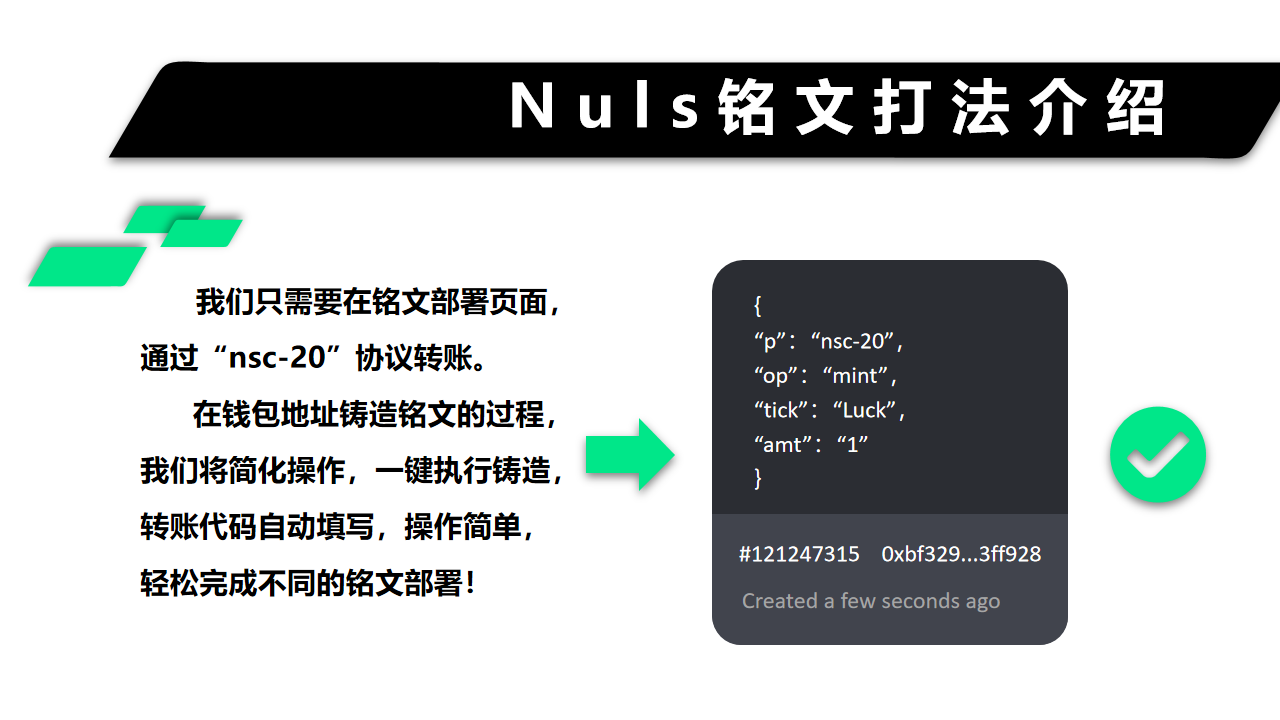 Nuls铭文打法介绍
我们只需要在铭文部署页面，
通过“nsc-20”协议转账。
在钱包地址铸造铭文的过程，
我们将简化操作，一键执行铸造，
转账代码自动填写，操作简单，
轻松完成不同的铭文部署！
{
“p”：“nsc-20”，
“op”：“mint”，
“tick”：“Luck”，
“amt”：“1”
}
#121247315 0xbf329...3ff928
Created a few seconds ago